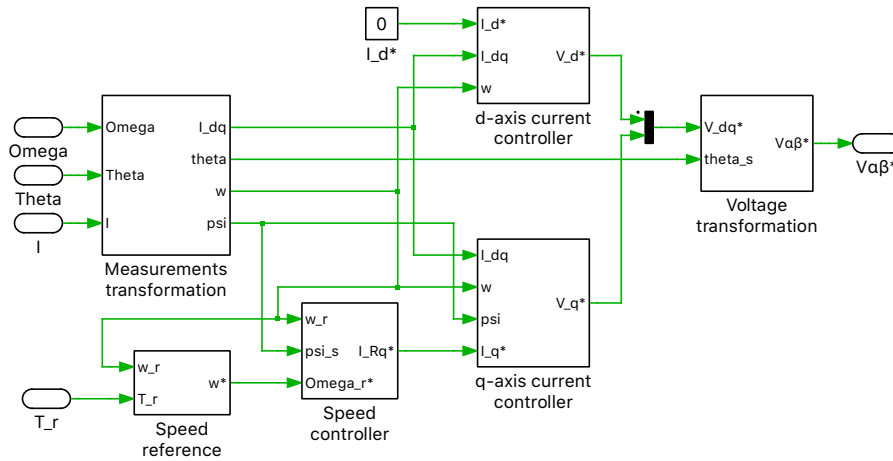 0
I_d*
I_d*
I_dq
w
V_d*
d-axis current
controller
Omega
Theta
I
Omega
Theta
I
I_dq
theta
w
psi
Measurements
transformation
V_dq*
theta_s
Vαβ*
Voltage
transformation
Vαβ*
I_dq
w
psi
I_q*
V_q*
q-axis current
controller
w_r
psi_s
Omega_r*
I_Rq*
Speed
controller
w_r
T_r
w*
Speed
reference
T_r